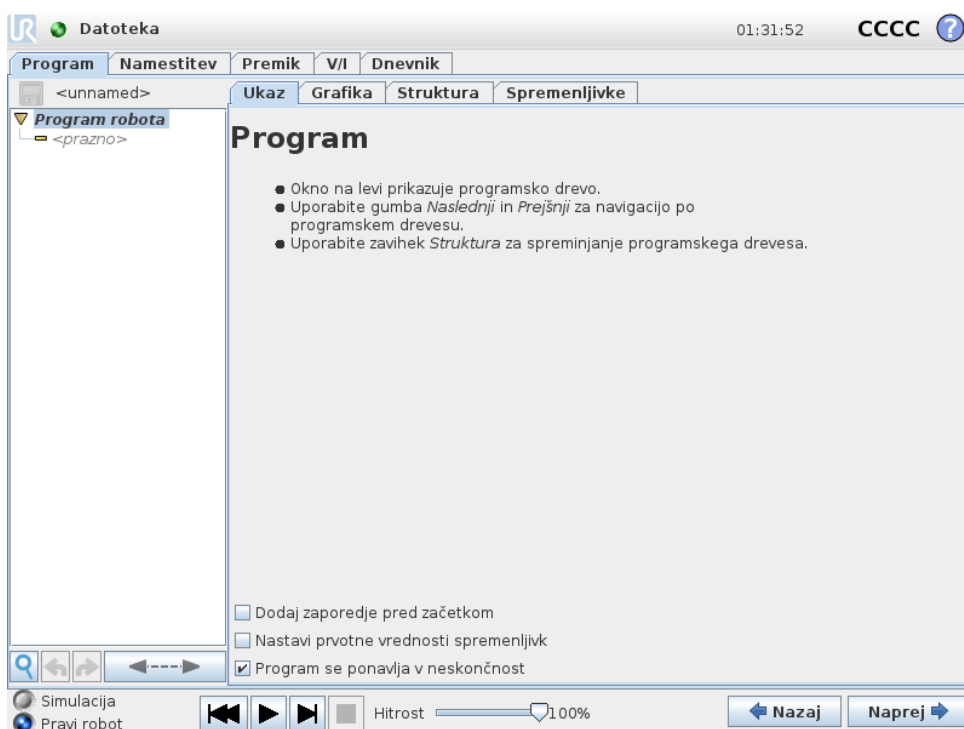 UR Datoteka 01:31:52 CCCC ?
Program Namestitev Premik V/I Dnevnik
<unnamed> Ukaz Grafika Struktura Spremenljivke
Program robota
<prazno>
Program
Okno na levi prikazuje programsko drevo.
Uporabite gumba Naslednji in Prejšnji za navigacijo po
programskem drevesu.
Uporabite zavihek Struktura za spreminjanje programskega drevesa.
Dodaj zaporedje pred začetkom
Nastavi prvotne vrednosti spremenljivk
Program se ponavlja v neskončnost
Simulacija
Pravi robot
Hitrost 100% Nazaj Naprej